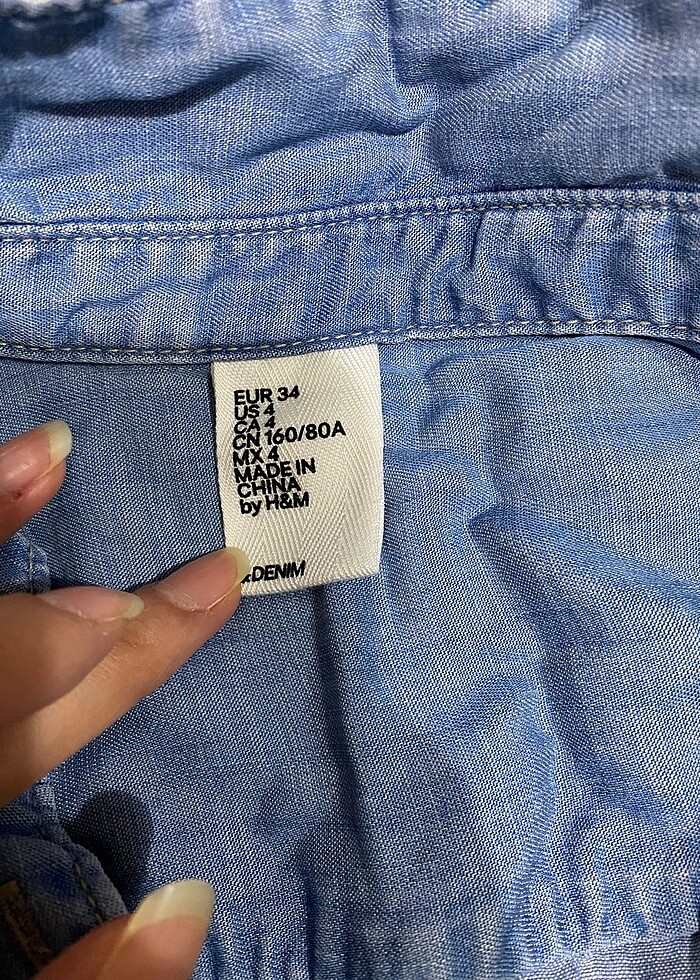 EUR 34
US 4
CA 4
CN 160/80A
MX 4
MADE IN
CHINA
by H&M
&DENIM